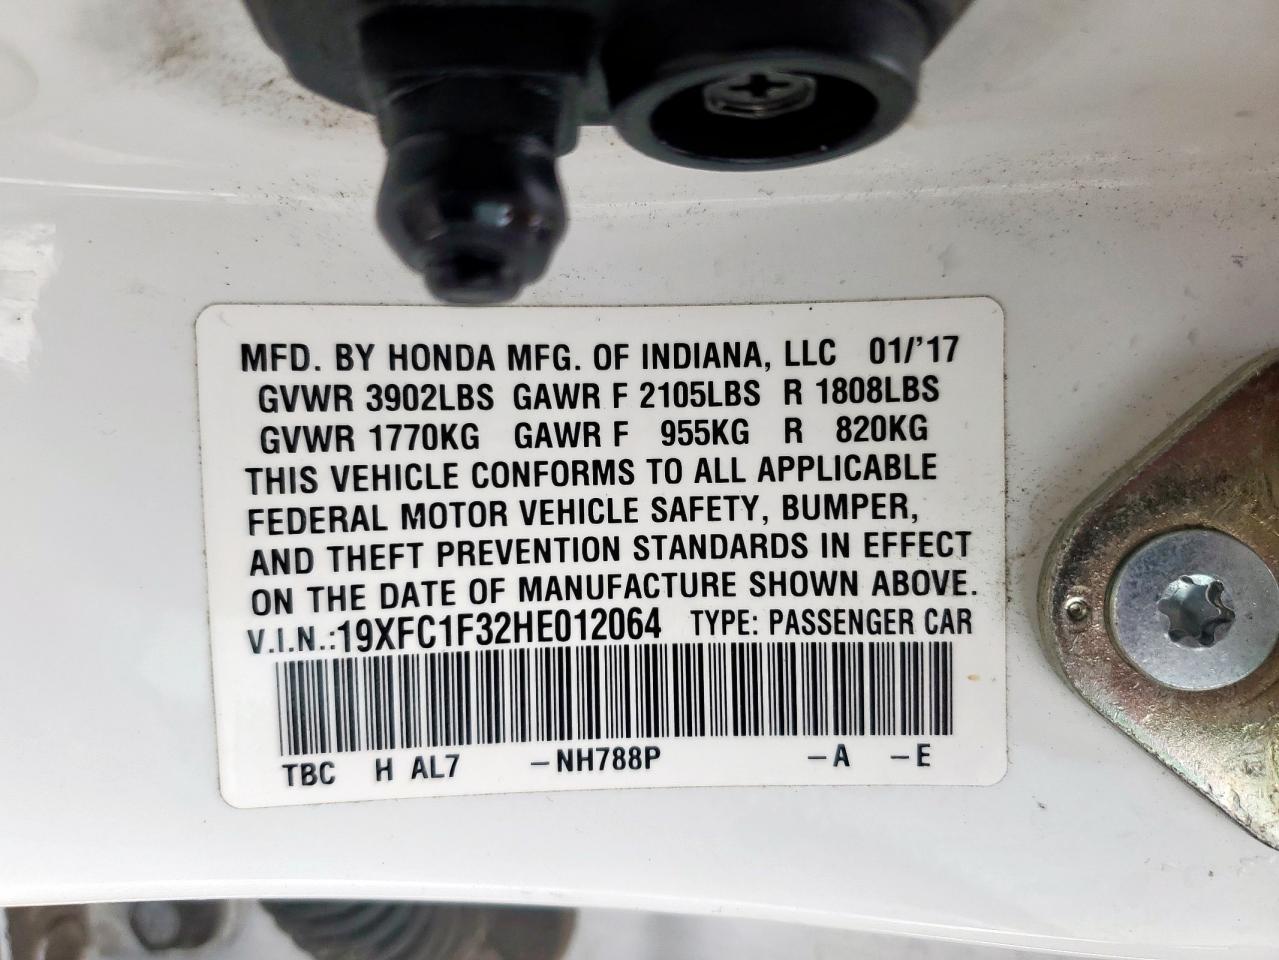 MFD. BY HONDA MFG. OF INDIANA, LLC 01/'17
GVWR 3902LBS GAWR F 2105LBS R 1808LBS
GVWR 1770KG GAWR F 955KG R 820KG
THIS VEHICLE CONFORMS TO ALL APPLICABLE
FEDERAL MOTOR VEHICLE SAFETY, BUMPER,
AND THEFT PREVENTION STANDARDS IN EFFECT
ON THE DATE OF MANUFACTURE SHOWN ABOVE.
V.I.N.:19XFC1F32HE012064 TYPE: PASSENGER CAR
TBC H AL7 –NH788P –A –E